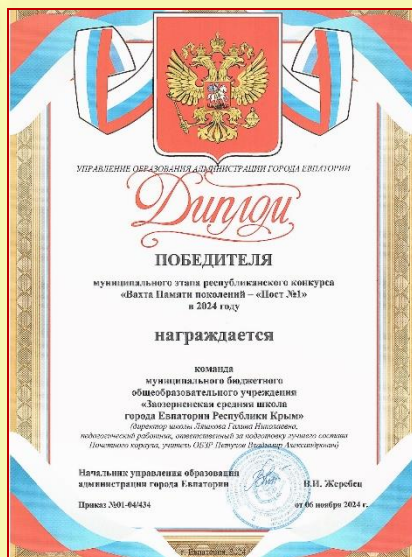 УПРАВЛЕНИЕ ОБРАЗОВАНИЯ АДМИНИСТРАЦИИ ГОРОДА ЕВПАТОРИИ
Диплом
ПОБЕДИТЕЛЯ
муниципального этапа республиканского конкурса
«Вахта Памяти поколений – «Пост №1»
в 2024 году
награждается
команда
муниципального бюджетного
общеобразовательного учреждения
«Заозерненская средняя школа
города Евпатории Республики Крым»
(директор школы Галина Николаевна,
педагогический работник, ответственный за подготовку лучшего состава
Почетного караула, учитель ОБЗР Владимир Александрович)
Начальник управления образования
администрации города Евпатории В.И. Жеребец
Приказ №01-04/434 от 06 ноября 2024 г.
г. Евпатория, 2024